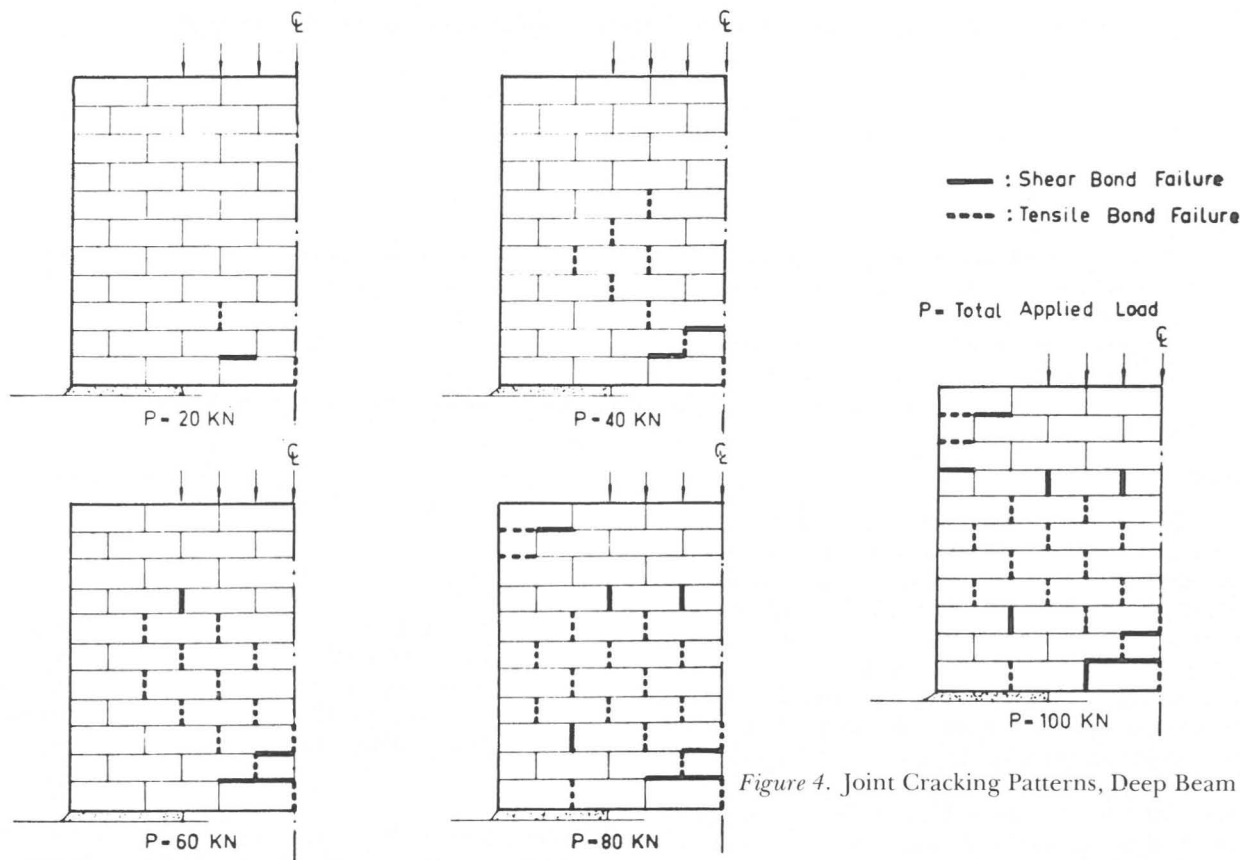 ℄
℄
P= 20 KN
P= 40 KN
: Shear Bond Failure
: Tensile Bond Failure
P= Total Applied Load
℄
℄
℄
P= 60 KN
P= 80 KN
P= 100 KN
Figure 4. Joint Cracking Patterns, Deep Beam